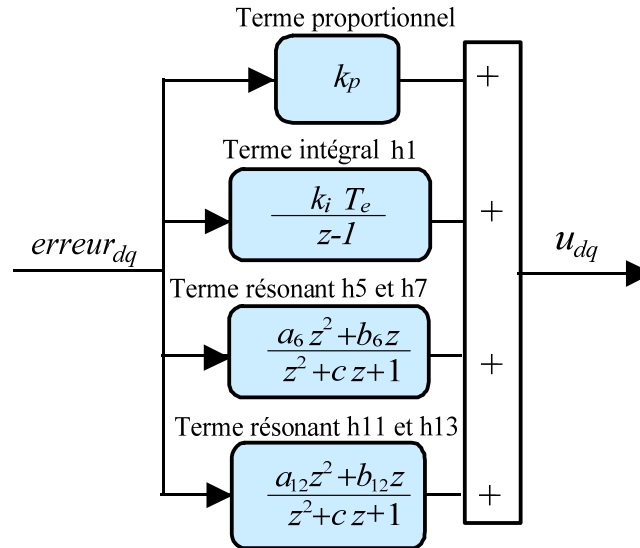 Terme proportionnel
k_p
+
Terme intégral h1
k_i T_e
z-1
+
erreur_dq
u_dq
Terme résonant h5 et h7
a_6 z^2 +b_6 z
z^2 +c z+1
+
Terme résonant h11 et h13
a_12 z^2 +b_12 z
z^2 +c z+1
+